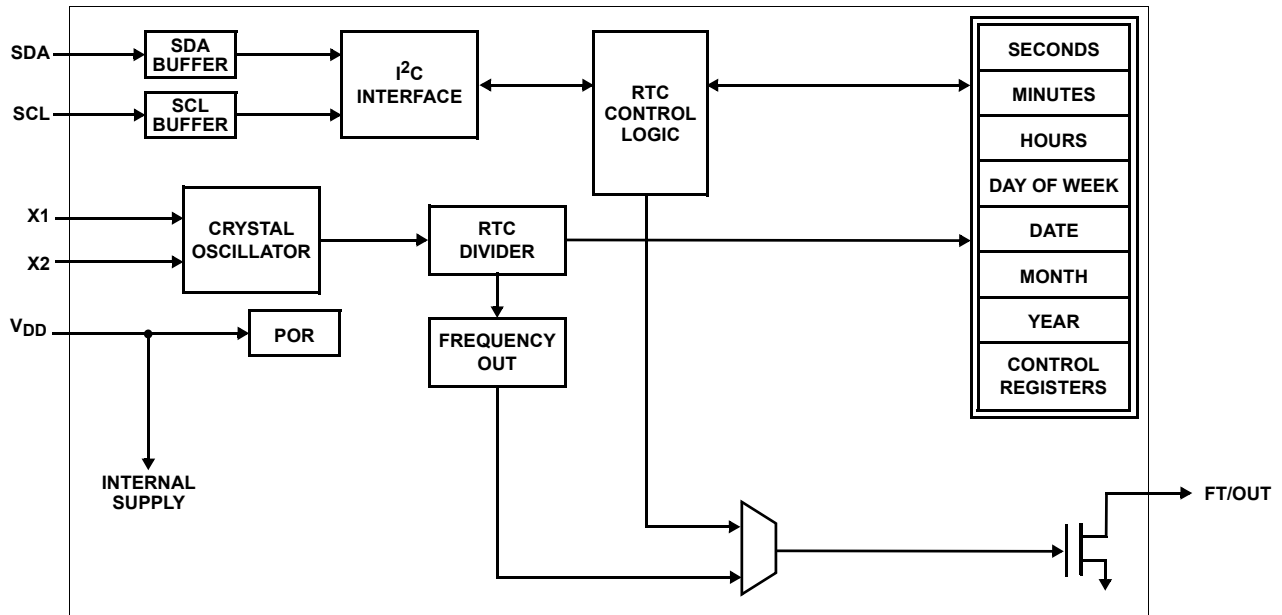 SDA
SDA
BUFFER
I²C
INTERFACE
RTC
CONTROL
LOGIC
SECONDS
MINUTES
HOURS
DAY OF WEEK
DATE
MONTH
YEAR
CONTROL
REGISTERS
SCL
SCL
BUFFER
X1
X2
CRYSTAL
OSCILLATOR
RTC
DIVIDER
VDD
POR
FREQUENCY
OUT
INTERNAL
SUPPLY
FT/OUT